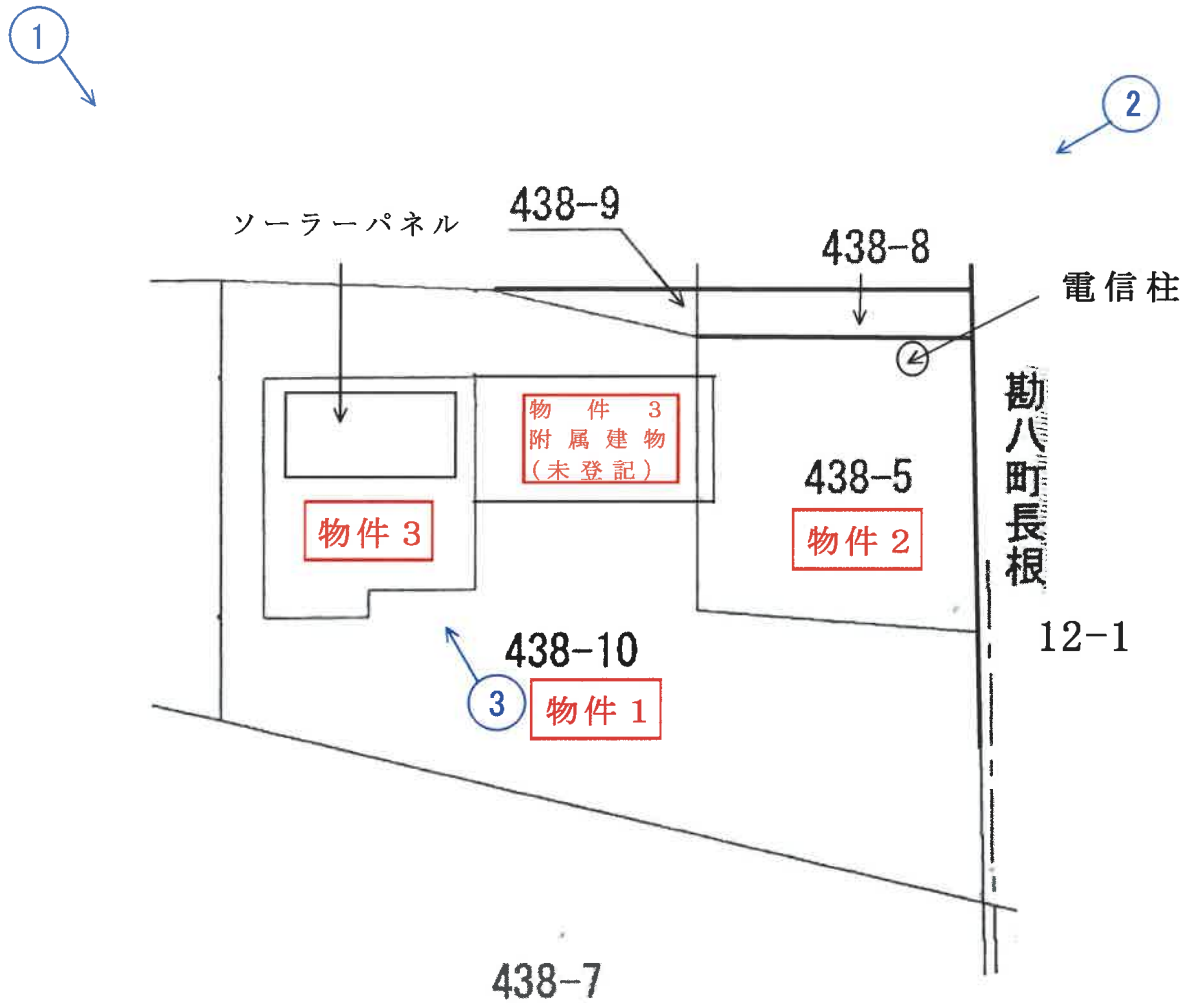 1
2
438-9
ソーラーパネル
438-8
電信柱
物件3
附属建物
(未登記)
勘八町長根
438-5
物件3
物件2
12-1
438-10
3
物件1
438-7